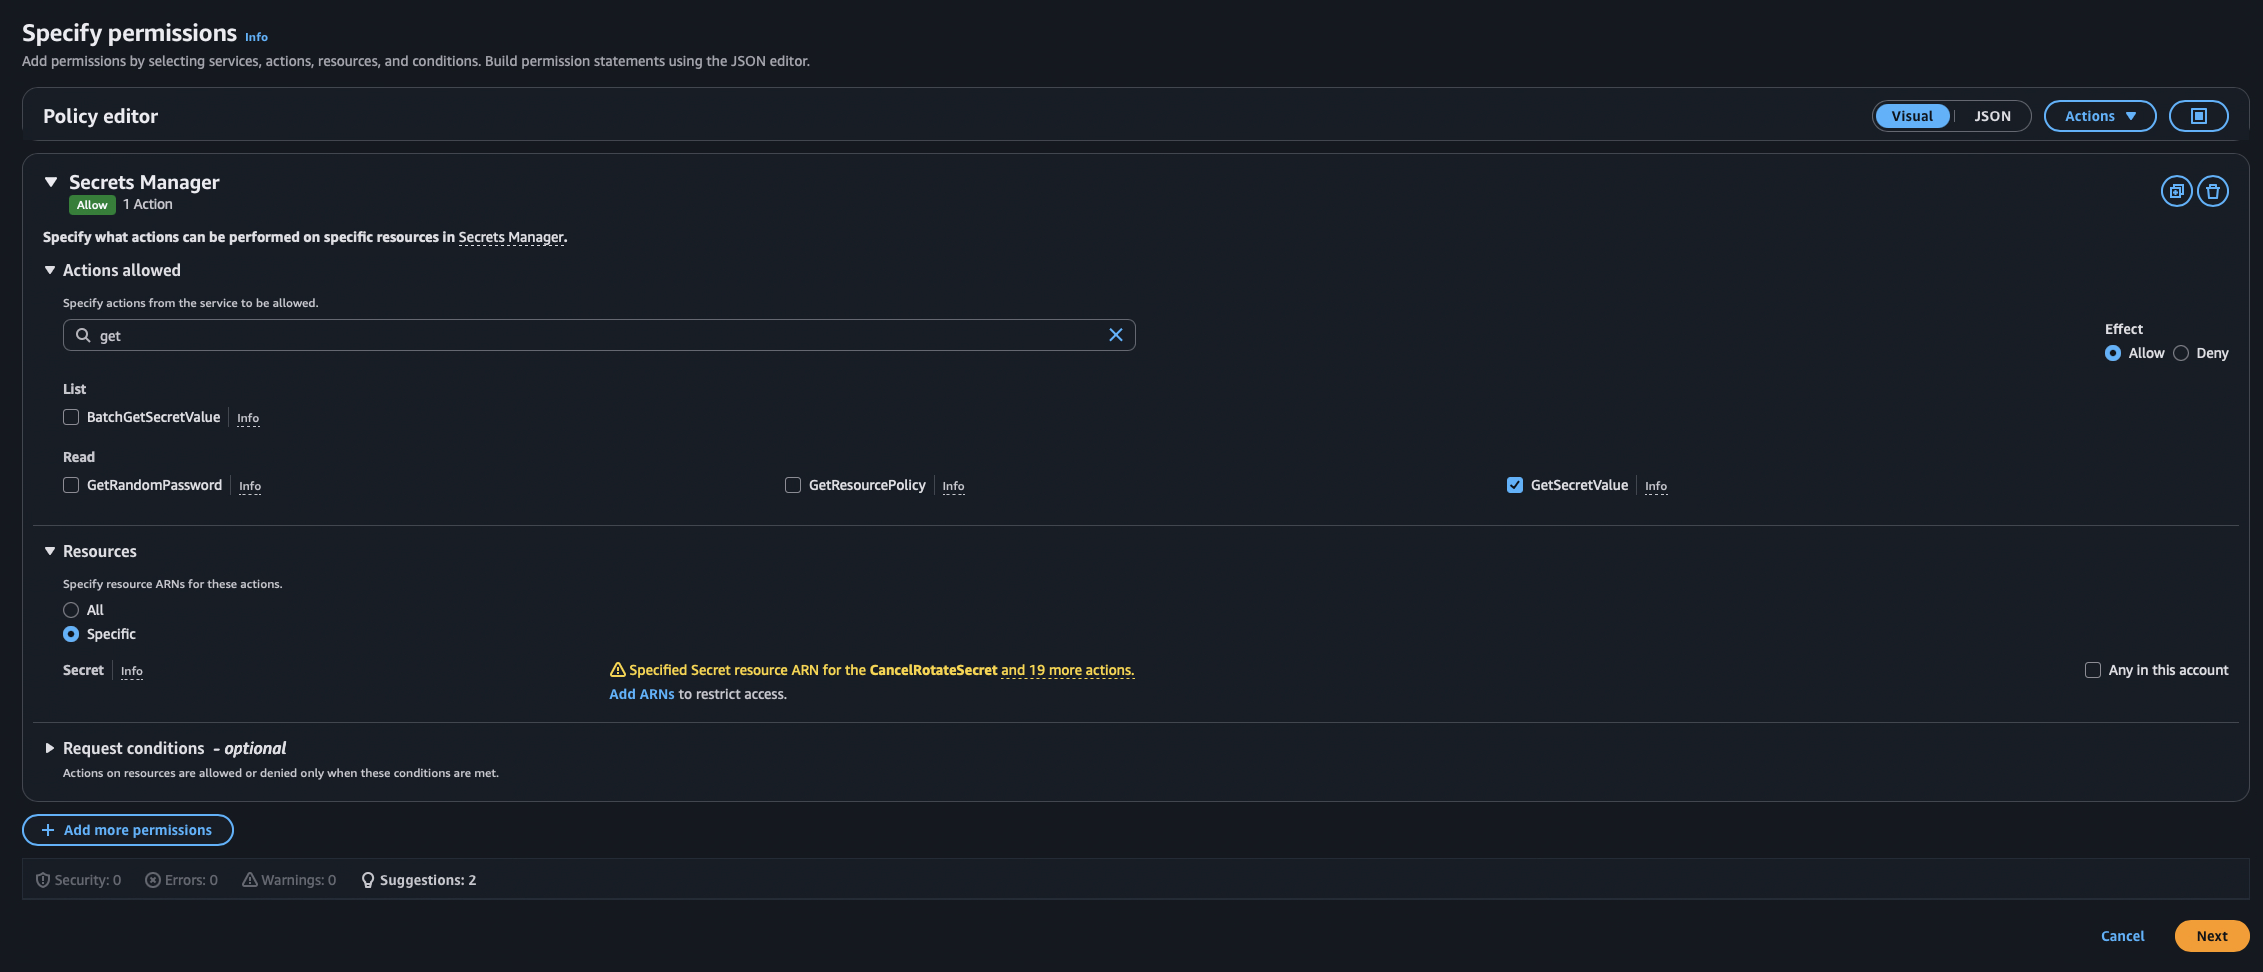 Specify permissions Info
Add permissions by selecting services, actions, resources, and conditions. Build permission statements using the JSON editor.
Policy editor
Visual JSON Actions
Secrets Manager
Allow 1 Action
Specify what actions can be performed on specific resources in Secrets Manager.
Actions allowed
Specify actions from the service to be allowed.
get
Effect
Allow Deny
List
BatchGetSecretValue Info
Read
GetRandomPassword Info GetResourcePolicy Info GetSecretValue Info
Resources
Specify resource ARNs for these actions.
All
Specific
Secret Info Specified Secret resource ARN for the CancelRotateSecret and 19 more actions. Any in this account
Add ARNs to restrict access.
Request conditions - optional
Actions on resources are allowed or denied only when these conditions are met.
Add more permissions
Security: 0 Errors: 0 Warnings: 0 Suggestions: 2
Cancel Next